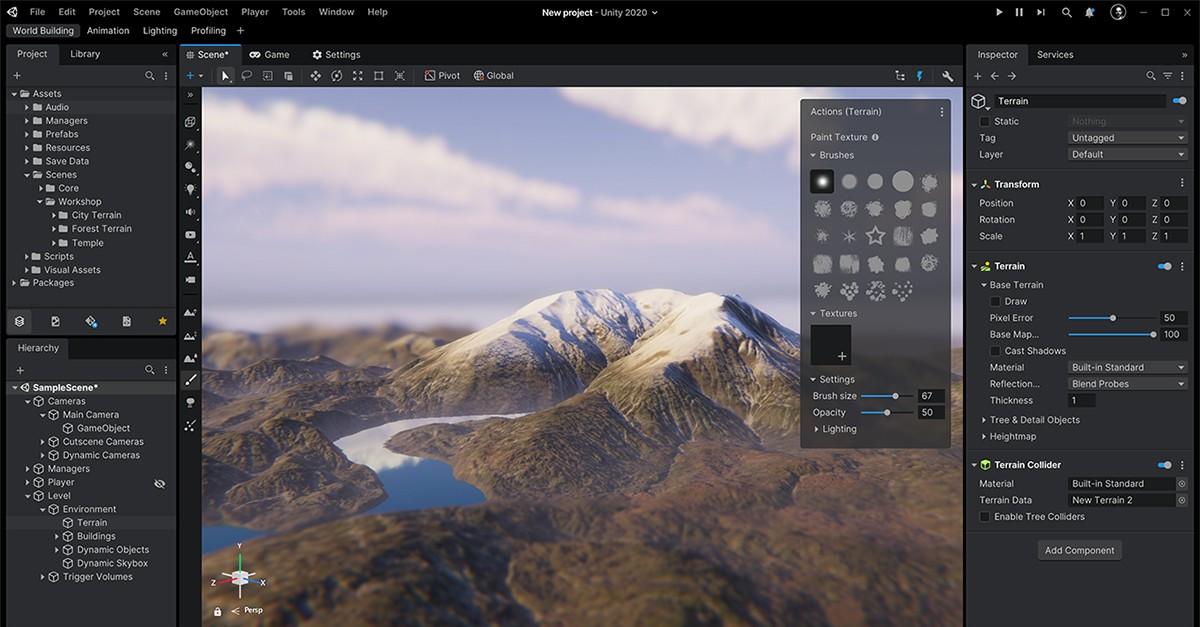 File Edit Project Scene GameObject Player Tools Window Help
New project - Unity 2020
World Building Animation Lighting Profiling +
Project Library
Assets
Audio
Managers
Prefabs
Resources
Save Data
Scenes
Core
Workshop
City Terrain
Forest Terrain
Temple
Scripts
Visual Assets
Packages
Hierarchy
SampleScene*
Cameras
Main Camera
GameObject
Cutscene Cameras
Dynamic Cameras
Managers
Player
Level
Environment
Terrain
Buildings
Dynamic Objects
Dynamic Skybox
Trigger Volumes
Scene* Game Settings
Pivot Global
Y
Z X
Persp
Actions (Terrain)
Paint Texture
Brushes
Textures
Settings
Brush size 67
Opacity 50
Lighting
Inspector Services
Terrain
Static Nothing
Tag Untagged
Layer Default
Transform
Position X 0 Y 0 Z 0
Rotation X 0 Y 0 Z 0
Scale X 1 Y 1 Z 1
Terrain
Base Terrain
Draw
Pixel Error 50
Base Map... 100
Cast Shadows
Material Built-in Standard
Reflection... Blend Probes
Thickness 1
Tree & Detail Objects
Heightmap
Terrain Collider
Material Built-in Standard
Terrain Data New Terrain 2
Enable Tree Colliders
Add Component